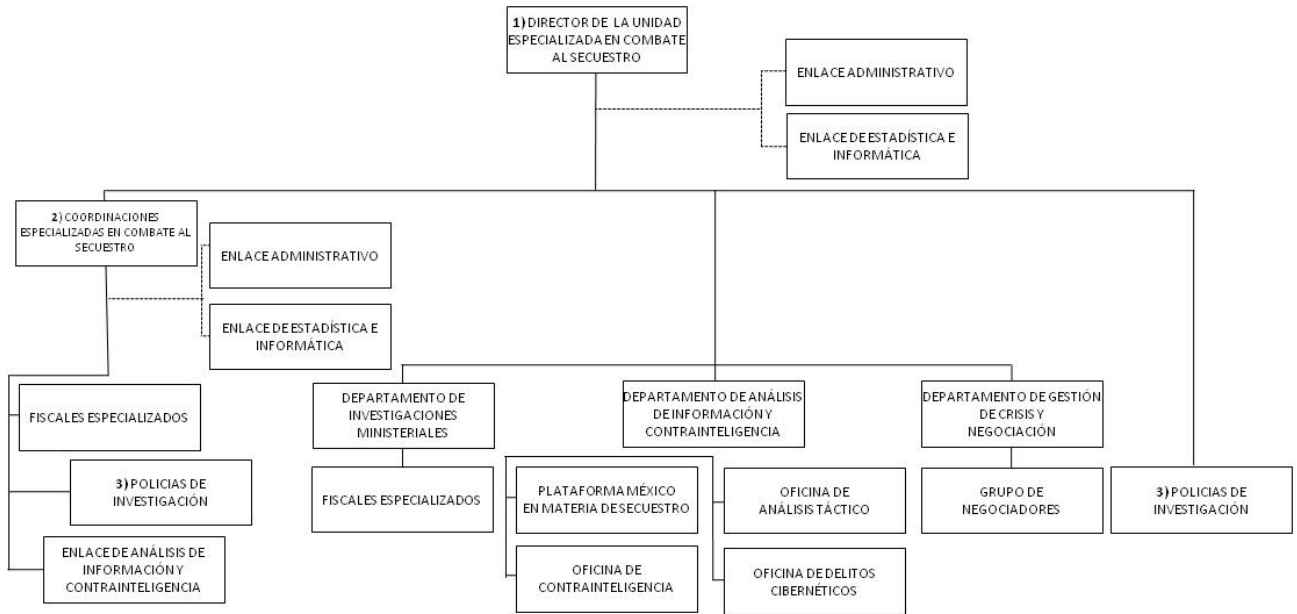 1) DIRECTOR DE LA UNIDAD
ESPECIALIZADA EN COMBATE
AL SECUESTRO
ENLACE ADMINISTRATIVO
ENLACE DE ESTADÍSTICA E
INFORMÁTICA
2) COORDINACIONES
ESPECIALIZADAS EN COMBATE AL
SECUESTRO
ENLACE ADMINISTRATIVO
ENLACE DE ESTADÍSTICA E
INFORMÁTICA
FISCALES ESPECIALIZADOS
3) POLICIAS DE
INVESTIGACIÓN
ENLACE DE ANÁLISIS DE
INFORMACIÓN Y
CONTRAINTELIGENCIA
DEPARTAMENTO DE
INVESTIGACIONES
MINISTERIALES
FISCALES ESPECIALIZADOS
DEPARTAMENTO DE ANÁLISIS
DE INFORMACIÓN Y
CONTRAINTELIGENCIA
PLATAFORMA MÉXICO
EN MATERIA DE SECUESTRO
OFICINA DE
CONTRAINTELIGENCIA
OFICINA DE
ANÁLISIS TÁCTICO
OFICINA DE DELITOS
CIBERNÉTICOS
DEPARTAMENTO DE GESTIÓN
DE CRISIS Y
NEGOCIACIÓN
GRUPO DE
NEGOCIADORES
3) POLICIAS DE
INVESTIGACIÓN